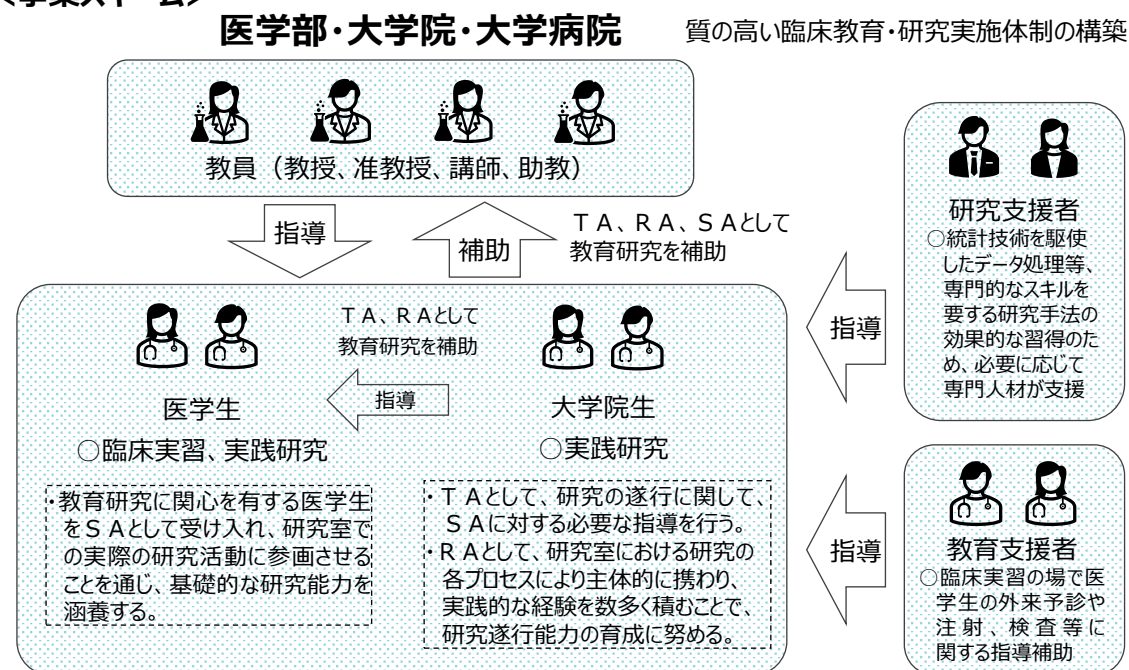 医学部・大学院・大学病院
質の高い臨床教育・研究実施体制の構築
教員（教授、准教授、講師、助教）
指導
補助
ＴＡ、ＲＡ、ＳＡとして
教育研究を補助
ＴＡ、ＲＡとして
教育研究を補助
指導
医学生
○臨床実習、実践研究
・教育研究に関心を有する医学生
をＳＡとして受け入れ、研究室で
の実際の研究活動に参画させる
ことを通じ、基礎的な研究能力を
涵養する。
大学院生
○実践研究
・ＴＡとして、研究の遂行に関して、
ＳＡに対する必要な指導を行う。
・ＲＡとして、研究室における研究の
各プロセスにより主体的に携わり、
実践的な経験を数多く積むことで、
研究遂行能力の育成に努める。
指導
研究支援者
○統計技術を駆使
したデータ処理等、
専門的なスキルを
要する研究手法の
効果的な習得のた
め、必要に応じて
専門人材が支援
指導
教育支援者
○臨床実習の場で医
学生の外来予診や
注射、検査等に
関する指導補助